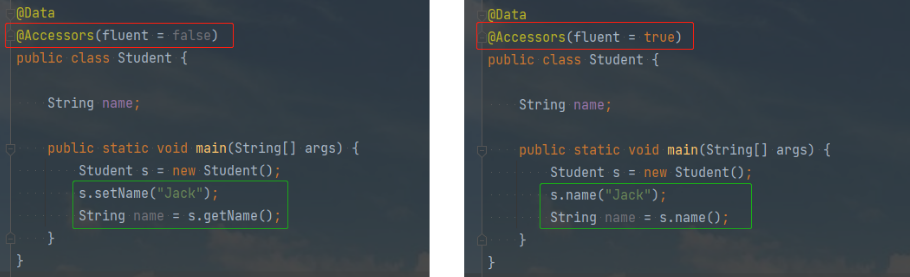 @Data
@Accessors(fluent = false)
public class Student {
String name;
public static void main(String[] args) {
Student s = new Student();
s.setName("Jack");
String name = s.getName();
}
}
@Data
@Accessors(fluent = true)
public class Student {
String name;
public static void main(String[] args) {
Student s = new Student();
s.name("Jack");
String name = s.name();
}
}